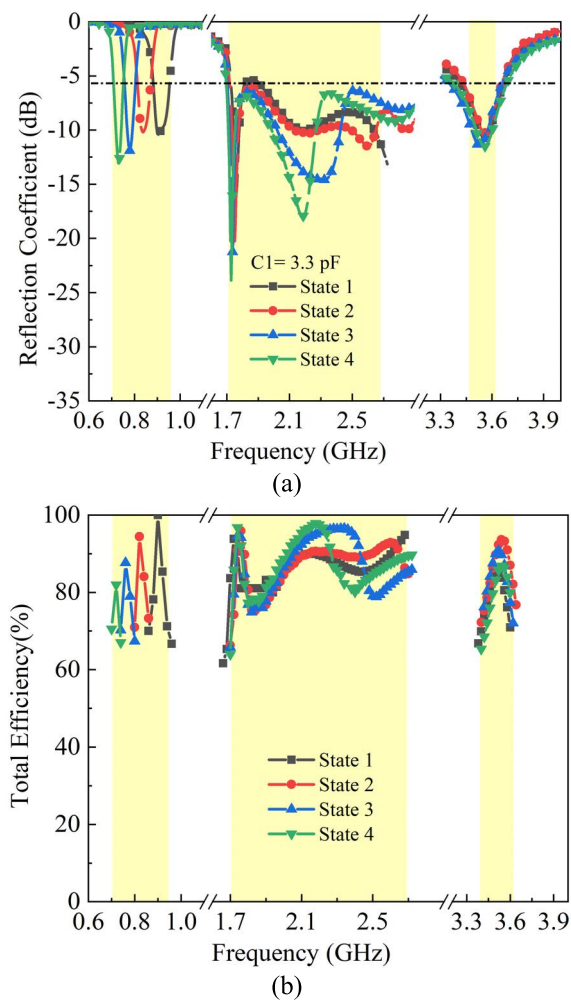 0
-5
-10
-15
-20
-25
-30
-35
Reflection Coefficient (dB)
C1= 3.3 pF
State 1
State 2
State 3
State 4
0.6 0.8 1.0 1.7 2.1 2.5 3.3 3.6 3.9
Frequency (GHz)
(a)
100
80
60
40
20
0
Total Efficiency(%)
State 1
State 2
State 3
State 4
0.6 0.8 1.0 1.7 2.1 2.5 3.3 3.6 3.9
Frequency (GHz)
(b)